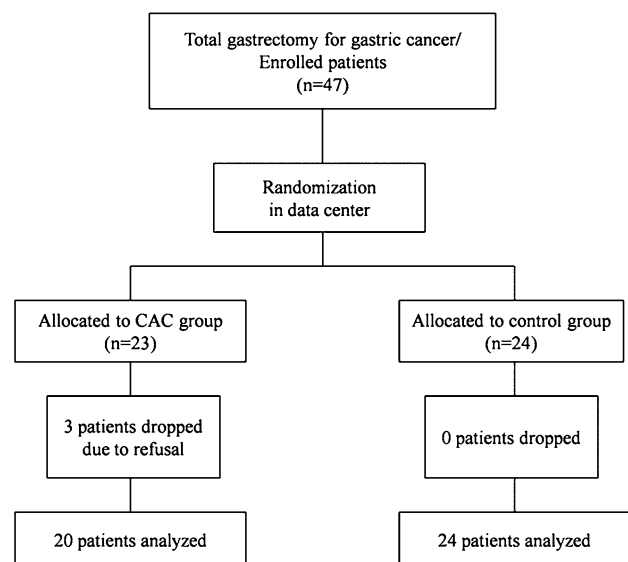 Total gastrectomy for gastric cancer/
Enrolled patients
(n=47)
Randomization
in data center
Allocated to CAC group
(n=23)
Allocated to control group
(n=24)
3 patients dropped
due to refusal
0 patients dropped
20 patients analyzed
24 patients analyzed